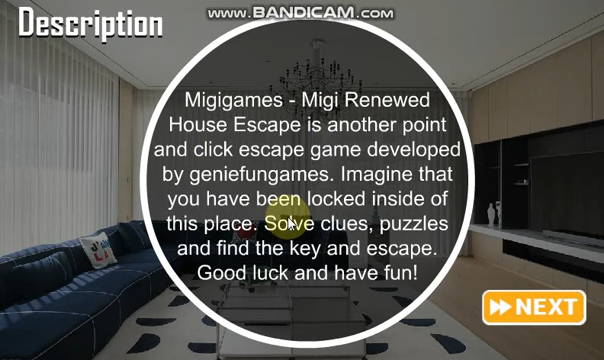 www.BANDICAM.com
Description
Migigames - Migi Renewed
House Escape is another point
and click escape game developed
by geniefungames. Imagine that
you have been locked inside of
this place. Solve clues, puzzles
and find the key and escape.
Good luck and have fun!
NEXT